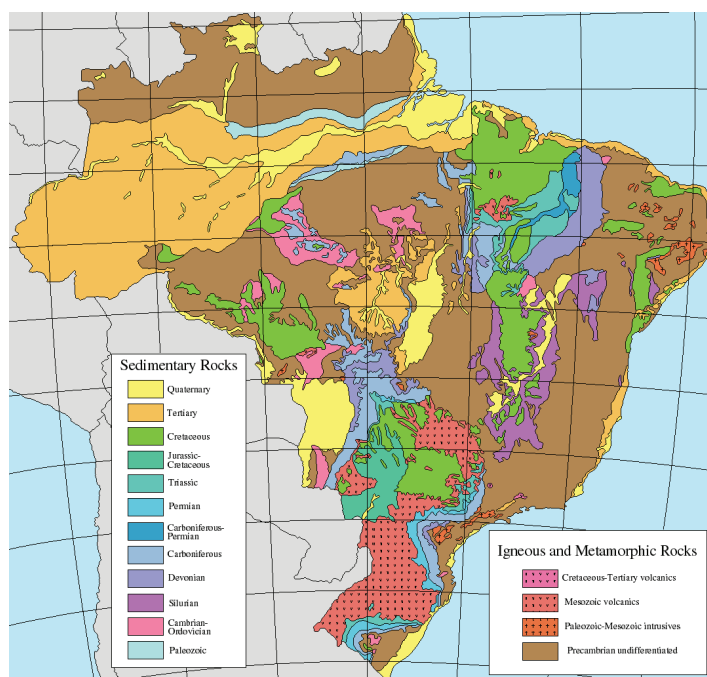 Sedimentary Rocks
Quaternary
Tertiary
Cretaceous
Jurassic-
Cretaceous
Triassic
Permian
Carboniferous-
Permian
Carboniferous
Devonian
Silurian
Cambrian-
Ordovician
Paleozoic
Igneous and Metamorphic Rocks
Cretaceous-Tertiary volcanics
Mesozoic volcanics
Paleozoic-Mesozoic intrusives
Precambrian undifferentiated